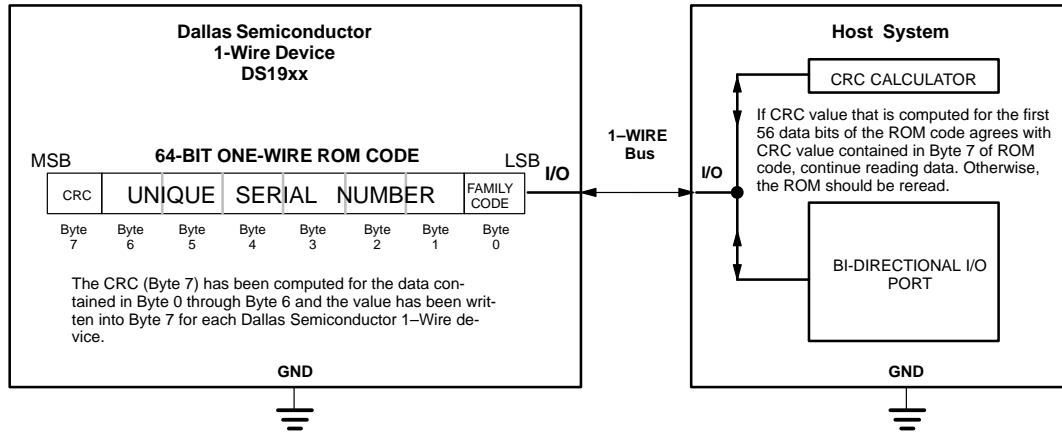 Dallas Semiconductor
1-Wire Device
DS19xx
MSB
64-BIT ONE-WIRE ROM CODE
LSB
I/O
CRC
UNIQUE SERIAL NUMBER
FAMILY
CODE
Byte
7
Byte
6
Byte
5
Byte
4
Byte
3
Byte
2
Byte
1
Byte
0
The CRC (Byte 7) has been computed for the data con-
tained in Byte 0 through Byte 6 and the value has been writ-
ten into Byte 7 for each Dallas Semiconductor 1–Wire de-
vice.
GND
1–WIRE
Bus
Host System
CRC CALCULATOR
If CRC value that is computed for the first
56 data bits of the ROM code agrees with
CRC value contained in Byte 7 of ROM
code, continue reading data. Otherwise,
the ROM should be reread.
I/O
BI-DIRECTIONAL I/O
PORT
GND